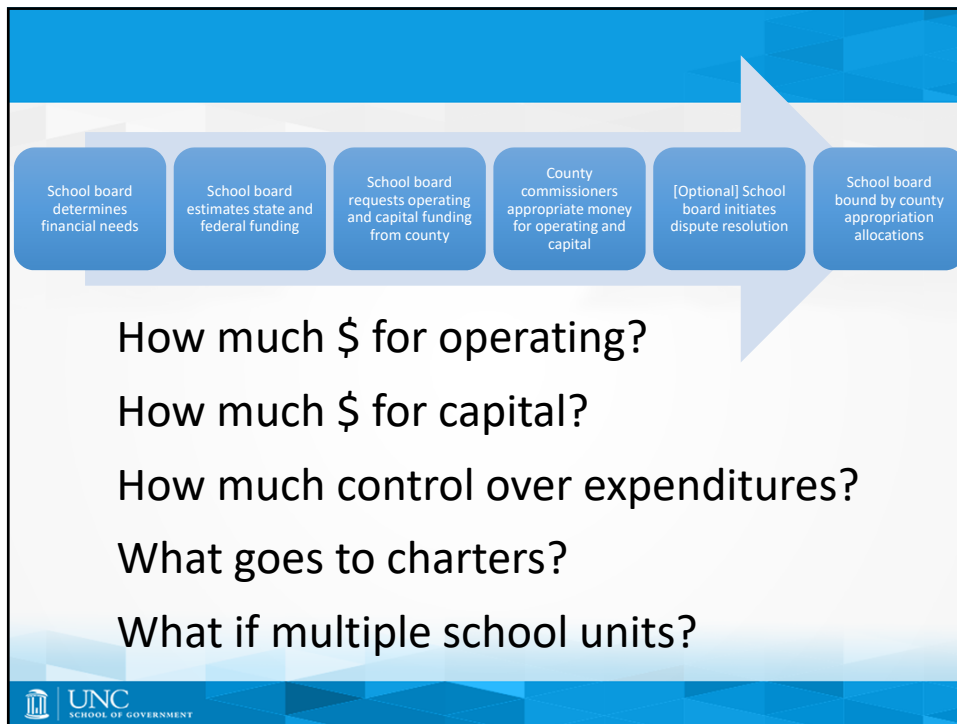 School board
determines
financial needs
School board
estimates state and
federal funding
School board
requests operating
and capital funding
from county
County
commissioners
appropriate money
for operating and
capital
[Optional] School
board initiates
dispute resolution
School board
bound by county
appropriation
allocations
How much $ for operating?
How much $ for capital?
How much control over expenditures?
What goes to charters?
What if multiple school units?
UNC
SCHOOL OF GOVERNMENT